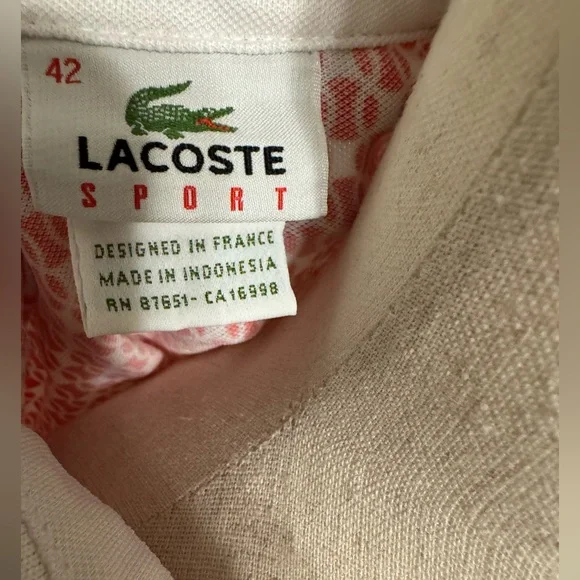 42
LACOSTE
SPORT
DESIGNED IN FRANCE
MADE IN INDONESIA
RN 87651- CA16998